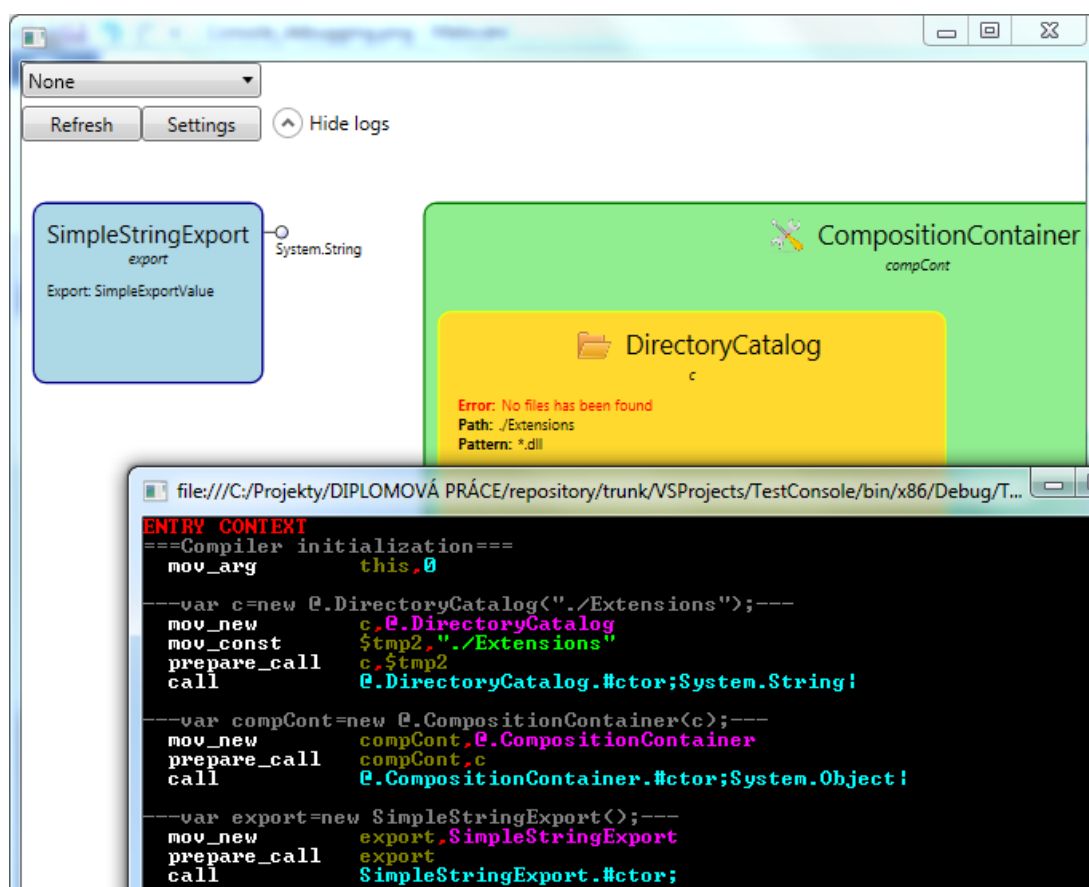 None
Refresh Settings Hide logs
SimpleStringExport
export
Export: SimpleExportValue
System.String
CompositionContainer
compCont
DirectoryCatalog
c
Error: No files has been found
Path: ./Extensions
Pattern: *.dll
file:///C:/Projekty/DIPLOMOVÁ PRÁCE/repository/trunk/VSProjects/TestConsole/bin/x86/Debug/T...
ENTRY CONTEXT
===Compiler initialization===
mov_arg this,0
---var c=new @.DirectoryCatalog("./Extensions");---
mov_new c,@.DirectoryCatalog
mov_const $tmp2,"./Extensions"
prepare_call c,$tmp2
call @.DirectoryCatalog.#ctor;System.String|
---var compCont=new @.CompositionContainer(c);---
mov_new compCont,@.CompositionContainer
prepare_call compCont,c
call @.CompositionContainer.#ctor;System.Object|
---var export=new SimpleStringExport();---
mov_new export,SimpleStringExport
prepare_call export
call SimpleStringExport.#ctor;